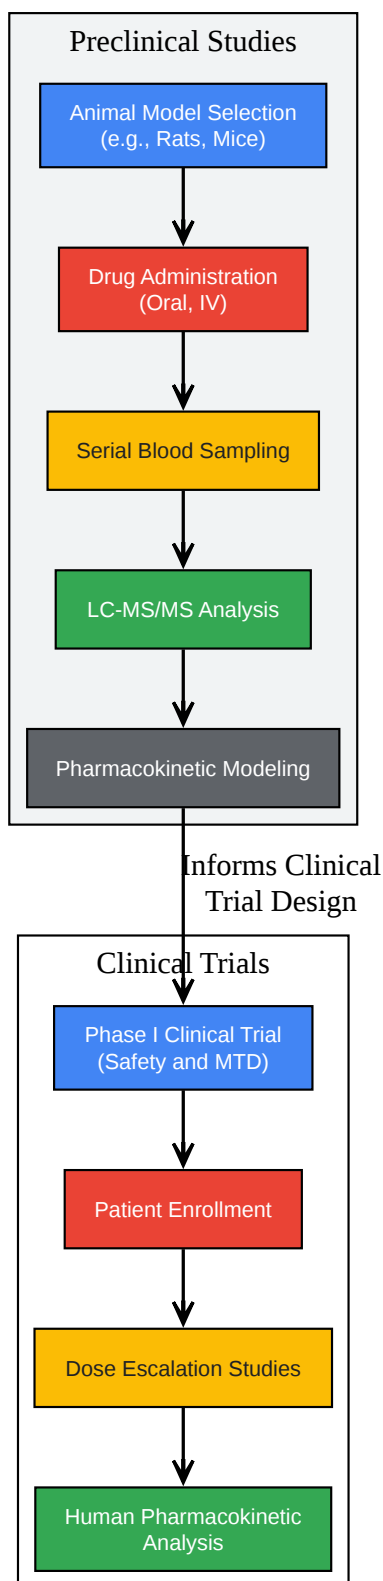 Preclinical Studies
Animal Model Selection
(e.g., Rats, Mice)
Drug Administration
(Oral, IV)
Serial Blood Sampling
LC-MS/MS Analysis
Pharmacokinetic Modeling
Informs Clinical
Trial Design
Clinical Trials
Phase I Clinical Trial
(Safety and MTD)
Patient Enrollment
Dose Escalation Studies
Human Pharmacokinetic
Analysis